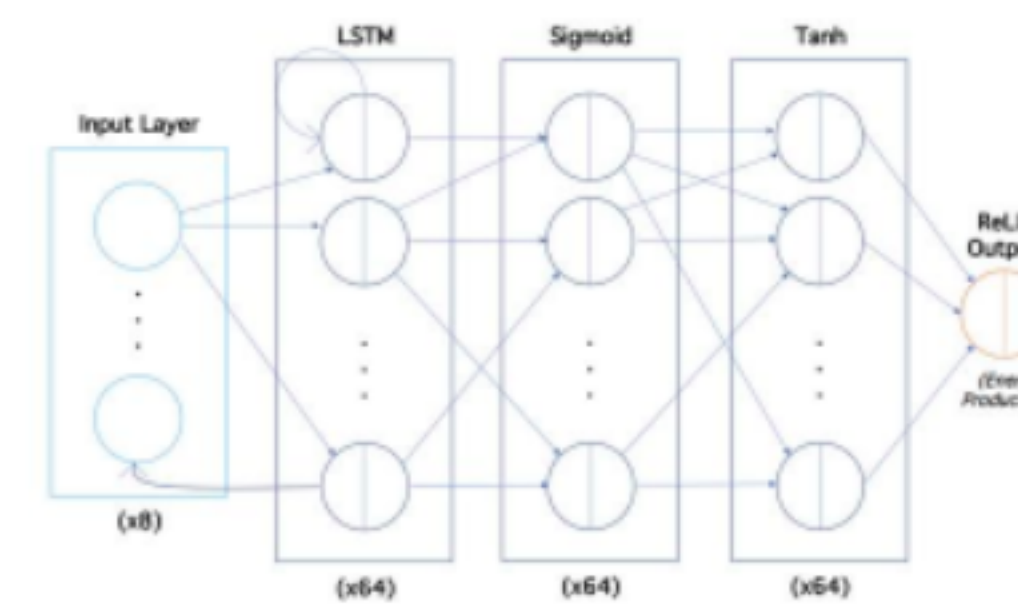 LSTM
Sigmoid
Tanh
Input Layer
(x8)
(x64)
(x64)
(x64)